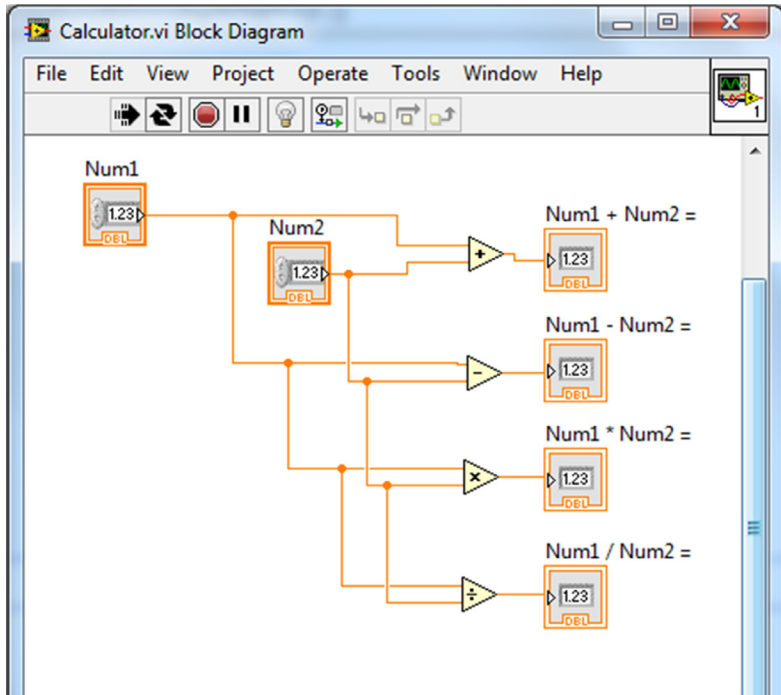 Calculator.vi Block Diagram
File Edit View Project Operate Tools Window Help
1
Num1
1.23
DBL
Num2
1.23
DBL
+
Num1 + Num2 =
1.23
DBL
-
Num1 - Num2 =
1.23
DBL
×
Num1 * Num2 =
1.23
DBL
÷
Num1 / Num2 =
1.23
DBL